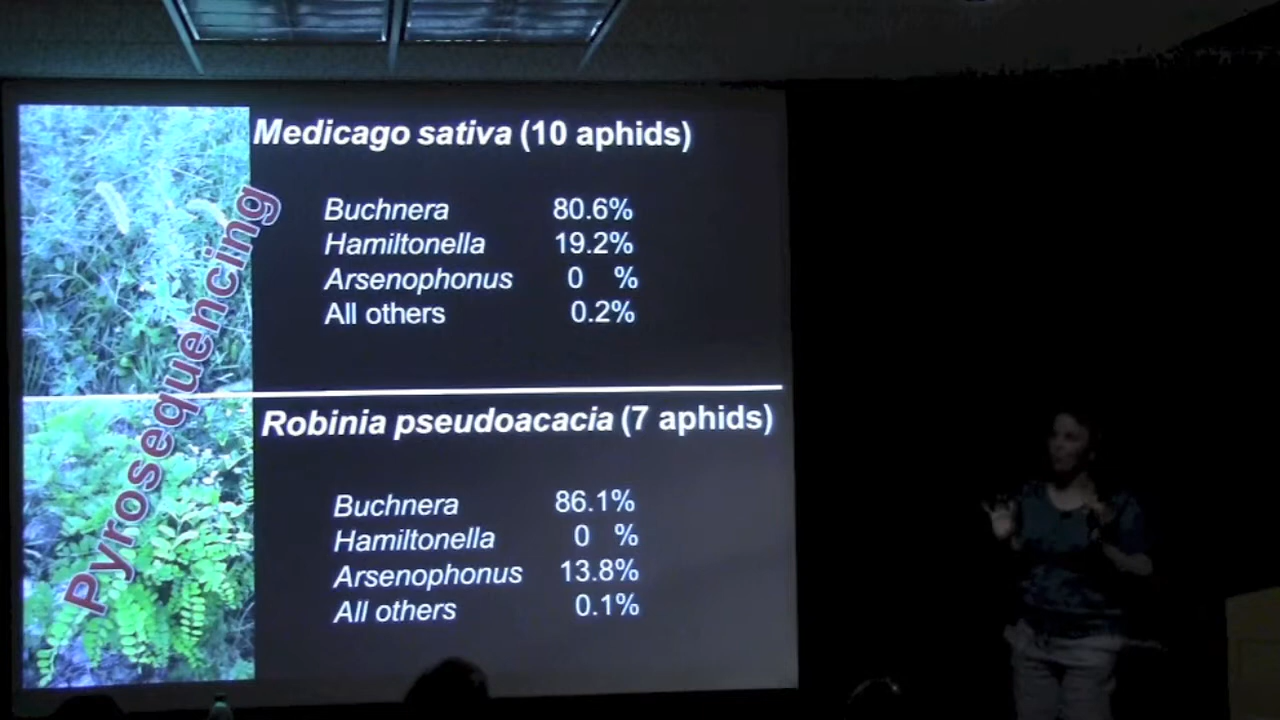 Medicago sativa (10 aphids)
Buchnera 80.6%
Hamiltonella 19.2%
Arsenophonus 0 %
All others 0.2%
Pyrosequencing
Robinia pseudoacacia (7 aphids)
Buchnera 86.1%
Hamiltonella 0 %
Arsenophonus 13.8%
All others 0.1%